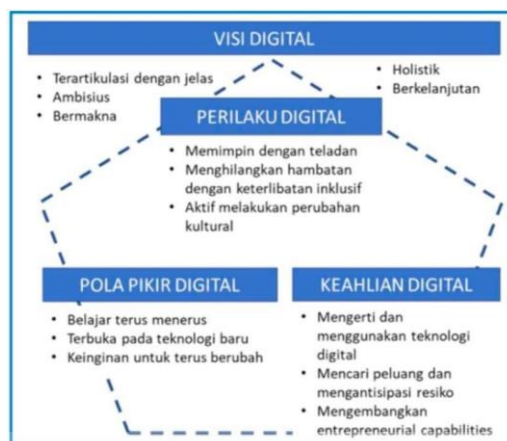 VISI DIGITAL
• Terartikulasi dengan jelas
• Ambisius
• Bermakna
• Holistik
• Berkelanjutan
PERILAKU DIGITAL
• Memimpin dengan teladan
• Menghilangkan hambatan
dengan keterlibatan inklusif
• Aktif melakukan perubahan
kultural
POLA PIKIR DIGITAL
• Belajar terus menerus
• Terbuka pada teknologi baru
• Keinginan untuk terus berubah
KEAHLIAN DIGITAL
• Mengerti dan
menggunakan teknologi
digital
• Mencari peluang dan
mengantisipasi resiko
• Mengembangkan
entrepreneurial capabilities